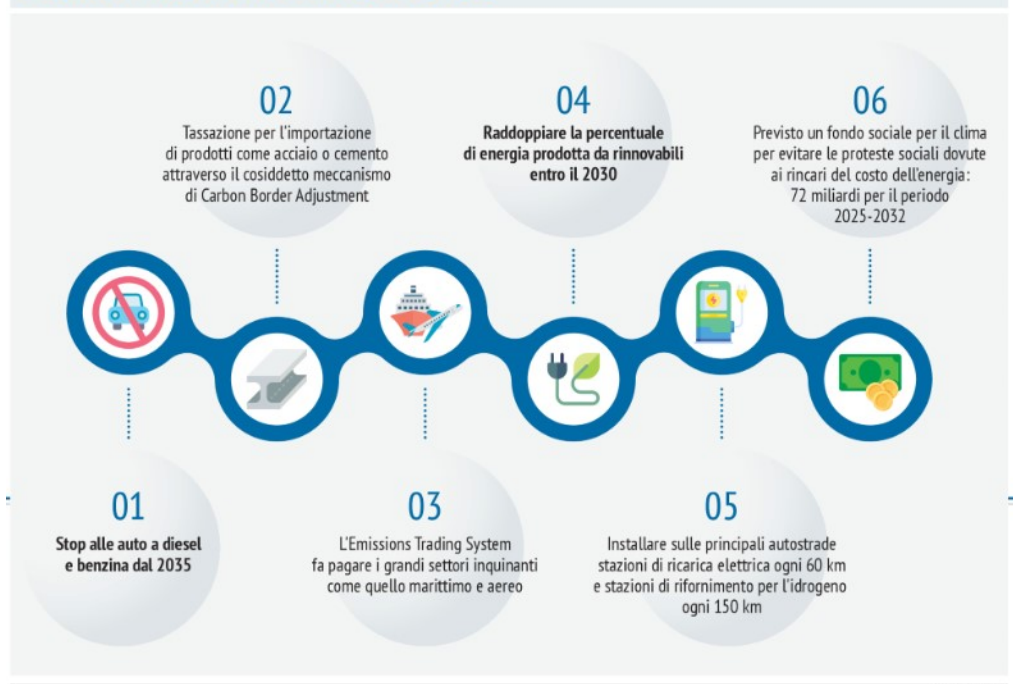 01
Stop alle auto a diesel
e benzina dal 2035
02
Tassazione per l'importazione
di prodotti come acciaio o cemento
attraverso il cosiddetto meccanismo
di Carbon Border Adjustment
03
L'Emissions Trading System
fa pagare i grandi settori inquinanti
come quello marittimo e aereo
04
Raddoppiare la percentuale
di energia prodotta da rinnovabili
entro il 2030
05
Installare sulle principali autostrade
stazioni di ricarica elettrica ogni 60 km
e stazioni di rifornimento per l'idrogeno
ogni 150 km
06
Previsto un fondo sociale per il clima
per evitare le proteste sociali dovute
ai rincari del costo dell'energia:
72 miliardi per il periodo
2025-2032